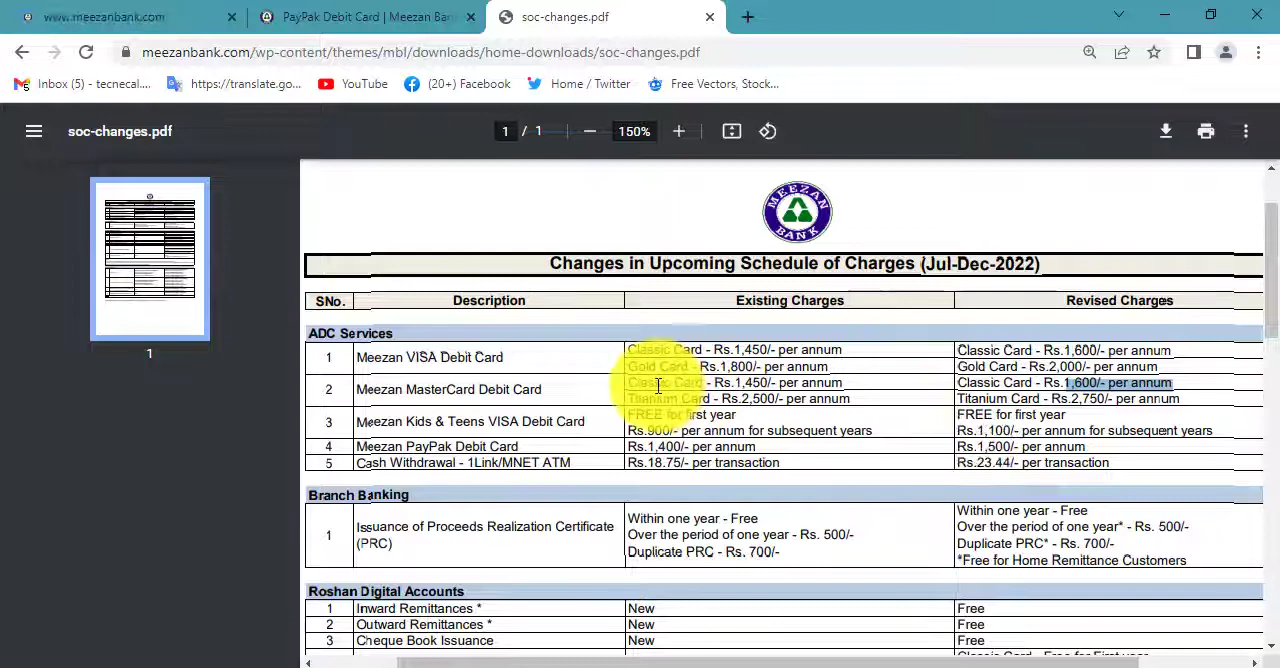 www.meezanbank.com
PayPak Debit Card | Meezan Ban
soc-changes.pdf
meezanbank.com/wp-content/themes/mbl/downloads/home-downloads/soc-changes.pdf
Inbox (5) - tecnecal....
https://translate.go...
YouTube
(20+) Facebook
Home / Twitter
Free Vectors, Stock...
soc-changes.pdf
1 / 1
150%
1
MEEZAN BANK
Changes in Upcoming Schedule of Charges (Jul-Dec-2022)
SNo. Description Existing Charges Revised Charges
ADC Services
1 Meezan VISA Debit Card Classic Card - Rs.1,450/- per annum Classic Card - Rs.1,600/- per annum
Gold Card - Rs.1,800/- per annum Gold Card - Rs.2,000/- per annum
2 Meezan MasterCard Debit Card Classic Card - Rs.1,450/- per annum Classic Card - Rs.1,600/- per annum
Titanium Card - Rs.2,500/- per annum Titanium Card - Rs.2,750/- per annum
3 Meezan Kids & Teens VISA Debit Card FREE for first year FREE for first year
Rs.900/- per annum for subsequent years Rs.1,100/- per annum for subsequent years
4 Meezan PayPak Debit Card Rs.1,400/- per annum Rs.1,500/- per annum
5 Cash Withdrawal - 1Link/MNET ATM Rs.18.75/- per transaction Rs.23.44/- per transaction
Branch Banking
1 Issuance of Proceeds Realization Certificate (PRC) Within one year - Free Within one year - Free
Over the period of one year - Rs. 500/- Over the period of one year* - Rs. 500/-
Duplicate PRC - Rs. 700/- Duplicate PRC* - Rs. 700/-
*Free for Home Remittance Customers
Roshan Digital Accounts
1 Inward Remittances * New Free
2 Outward Remittances * New Free
3 Cheque Book Issuance New Free
Classic Card - Free for First year